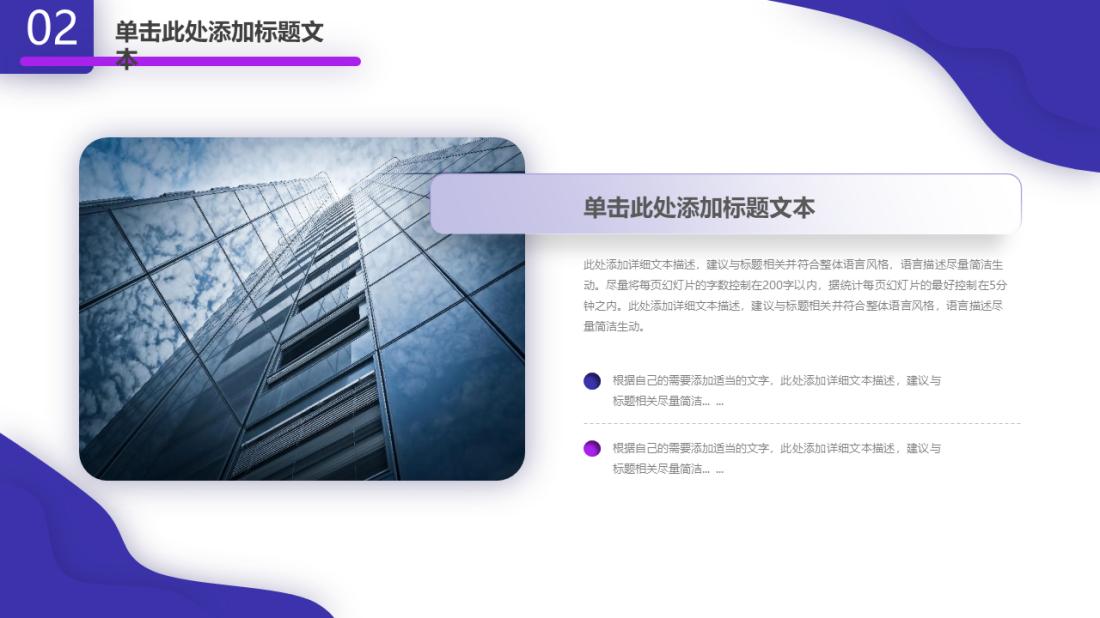 02
单击此处添加标题文
本
单击此处添加标题文本
此处添加详细文本描述，建议与标题相关并符合整体语言风格，语言描述尽量简洁生
动。尽量将每页幻灯片的字数控制在200字以内，据统计每页幻灯片的最好控制在5分
钟之内。此处添加详细文本描述，建议与标题相关并符合整体语言风格，语言描述尽
量简洁生动。
根据自己的需要添加适当的文字，此处添加详细文本描述，建议与
标题相关尽量简洁... ...
根据自己的需要添加适当的文字，此处添加详细文本描述，建议与
标题相关尽量简洁... ...